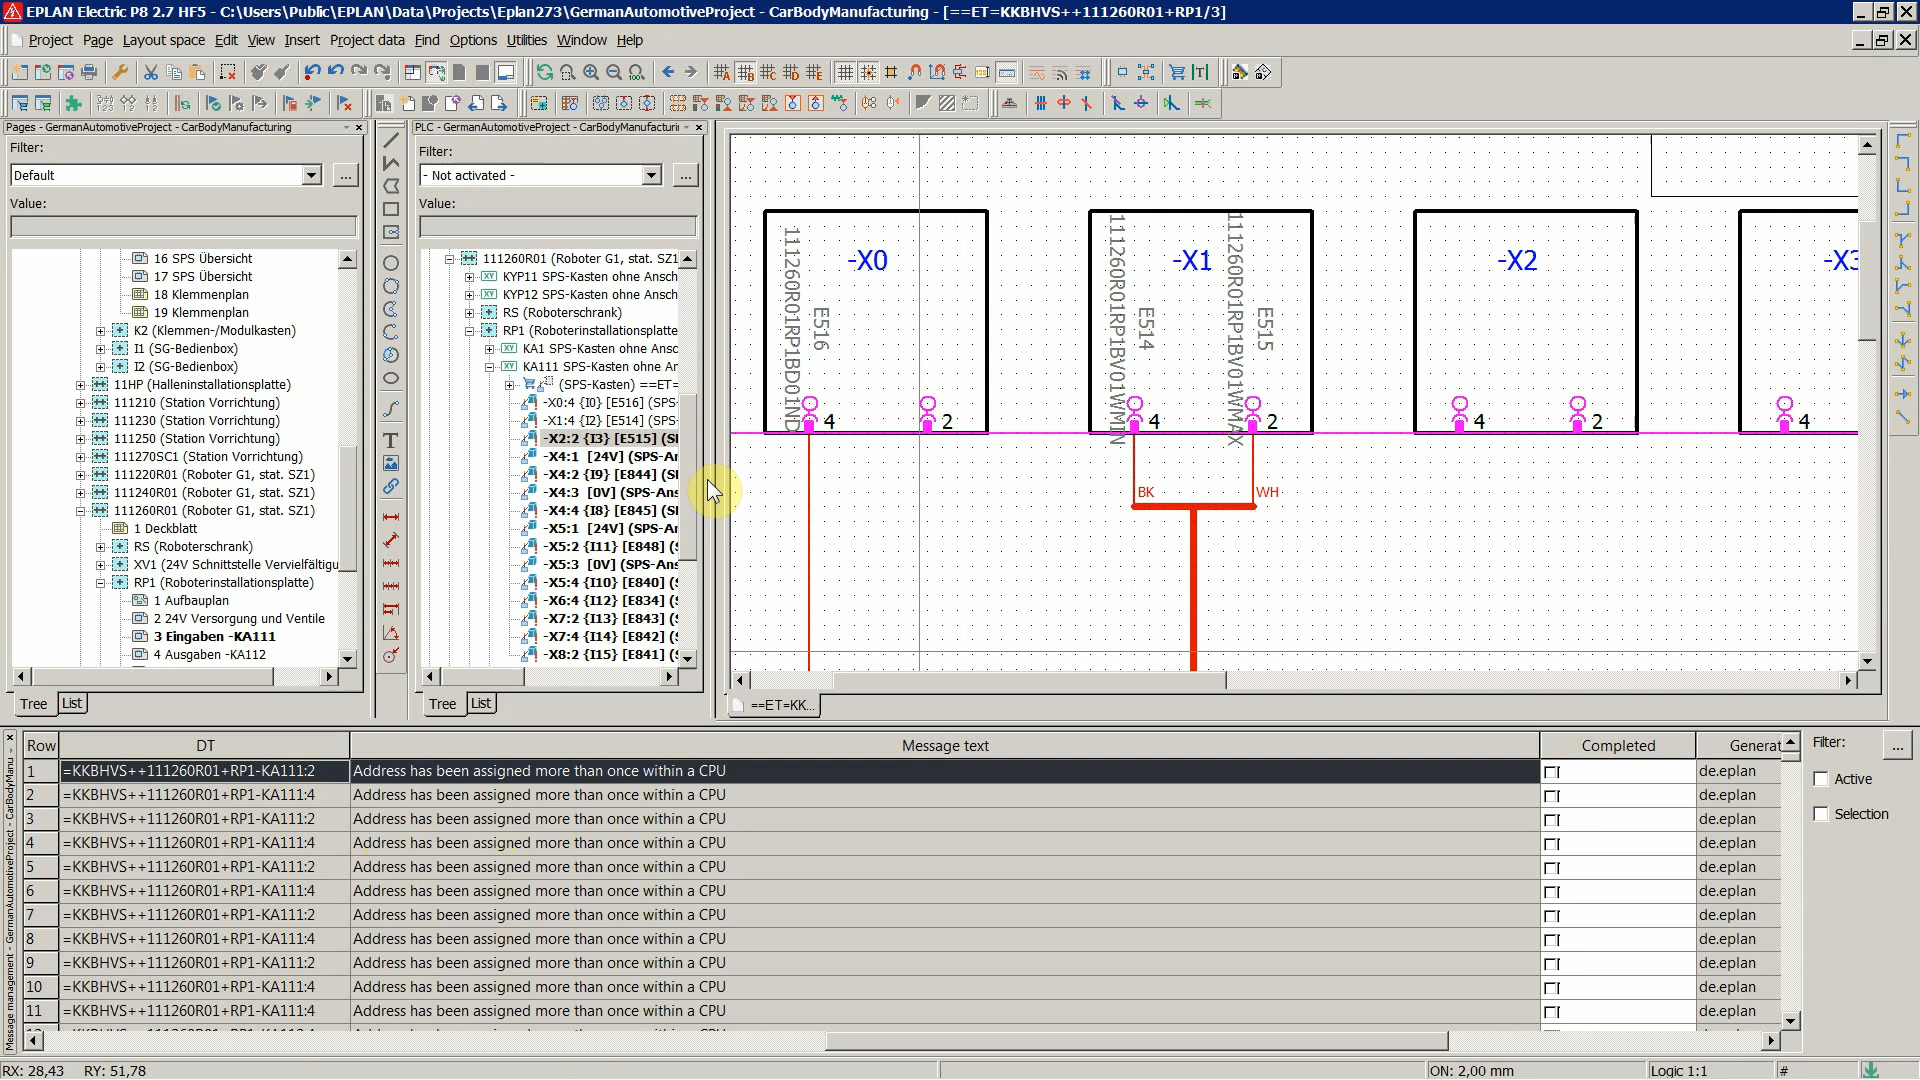 EPLAN Electric P8 2.7 HF5 - C:\Users\Public\EPLAN\Data\Projects\Eplan273\GermanAutomotiveProject - CarBodyManufacturing - [==ET=KKBHVS++111260R01+RP1/3]
Project Page Layout space Edit View Insert Project data Find Options Utilities Window Help
Pages - GermanAutomotiveProject - CarBodyManufacturing
Filter:
Default
...
Value:
16 SPS Übersicht
17 SPS Übersicht
18 Klemmenplan
19 Klemmenplan
K2 (Klemmen-/Modulkasten)
I1 (SG-Bedienbox)
I2 (SG-Bedienbox)
11HP (Halleninstallationsplatte)
111210 (Station Vorrichtung)
111230 (Station Vorrichtung)
111250 (Station Vorrichtung)
111270SC1 (Station Vorrichtung)
111220R01 (Roboter G1, stat. SZ1)
111240R01 (Roboter G1, stat. SZ1)
111260R01 (Roboter G1, stat. SZ1)
1 Deckblatt
RS (Roboterschrank)
XV1 (24V Schnittstelle Vervielfältigu
RP1 (Roboterinstallationsplatte)
1 Aufbauplan
2 24V Versorgung und Ventile
3 Eingaben -KA111
4 Ausgaben -KA112
Tree List
PLC - GermanAutomotiveProject - CarBodyManufacturi
Filter:
- Not activated -
...
Value:
111260R01 (Roboter G1, stat. SZ1
KYP11 SPS-Kasten ohne Ansch
KYP12 SPS-Kasten ohne Ansch
RS (Roboterschrank)
RP1 (Roboterinstallationsplatte
KA1 SPS-Kasten ohne Ansc
KA111 SPS-Kasten ohne Ar
(SPS-Kasten) ==ET=
-X0:4 {I0} [E516] (SPS-
-X1:4 {I2} [E514] (SPS-
-X2:2 {I3} [E515] (SI
-X4:1 [24V] (SPS-Ar
-X4:2 {I9} [E844] (SI
-X4:3 [0V] (SPS-Ans
-X4:4 {I8} [E845] (SI
-X5:1 [24V] (SPS-Ar
-X5:2 {I11} [E848] (S
-X5:3 [0V] (SPS-Ans
-X5:4 {I10} [E840] (S
-X6:4 {I12} [E834] (S
-X7:2 {I13} [E843] (S
-X7:4 {I14} [E842] (S
-X8:2 {I15} [E841] (S
Tree List
-X0
111260R01RP1BD01ND
E516
4 2
-X1
111260R01RP1BV01WMIN
E514
111260R01RP1BV01WMAX
E515
4 2
BK WH
-X2
4 2
-X3
4
==ET=KK...
Message management - GermanAutomotiveProject - CarBodyManu
Row DT Message text Completed Generat
1 =KKBHVS++111260R01+RP1-KA111:2 Address has been assigned more than once within a CPU de.eplan
2 =KKBHVS++111260R01+RP1-KA111:4 Address has been assigned more than once within a CPU de.eplan
3 =KKBHVS++111260R01+RP1-KA111:2 Address has been assigned more than once within a CPU de.eplan
4 =KKBHVS++111260R01+RP1-KA111:4 Address has been assigned more than once within a CPU de.eplan
5 =KKBHVS++111260R01+RP1-KA111:2 Address has been assigned more than once within a CPU de.eplan
6 =KKBHVS++111260R01+RP1-KA111:4 Address has been assigned more than once within a CPU de.eplan
7 =KKBHVS++111260R01+RP1-KA111:2 Address has been assigned more than once within a CPU de.eplan
8 =KKBHVS++111260R01+RP1-KA111:4 Address has been assigned more than once within a CPU de.eplan
9 =KKBHVS++111260R01+RP1-KA111:2 Address has been assigned more than once within a CPU de.eplan
10 =KKBHVS++111260R01+RP1-KA111:4 Address has been assigned more than once within a CPU de.eplan
11 =KKBHVS++111260R01+RP1-KA111:4 Address has been assigned more than once within a CPU de.eplan
Filter:
...
Active
Selection
RX: 28,43 RY: 51,78 ON: 2,00 mm Logic 1:1 #